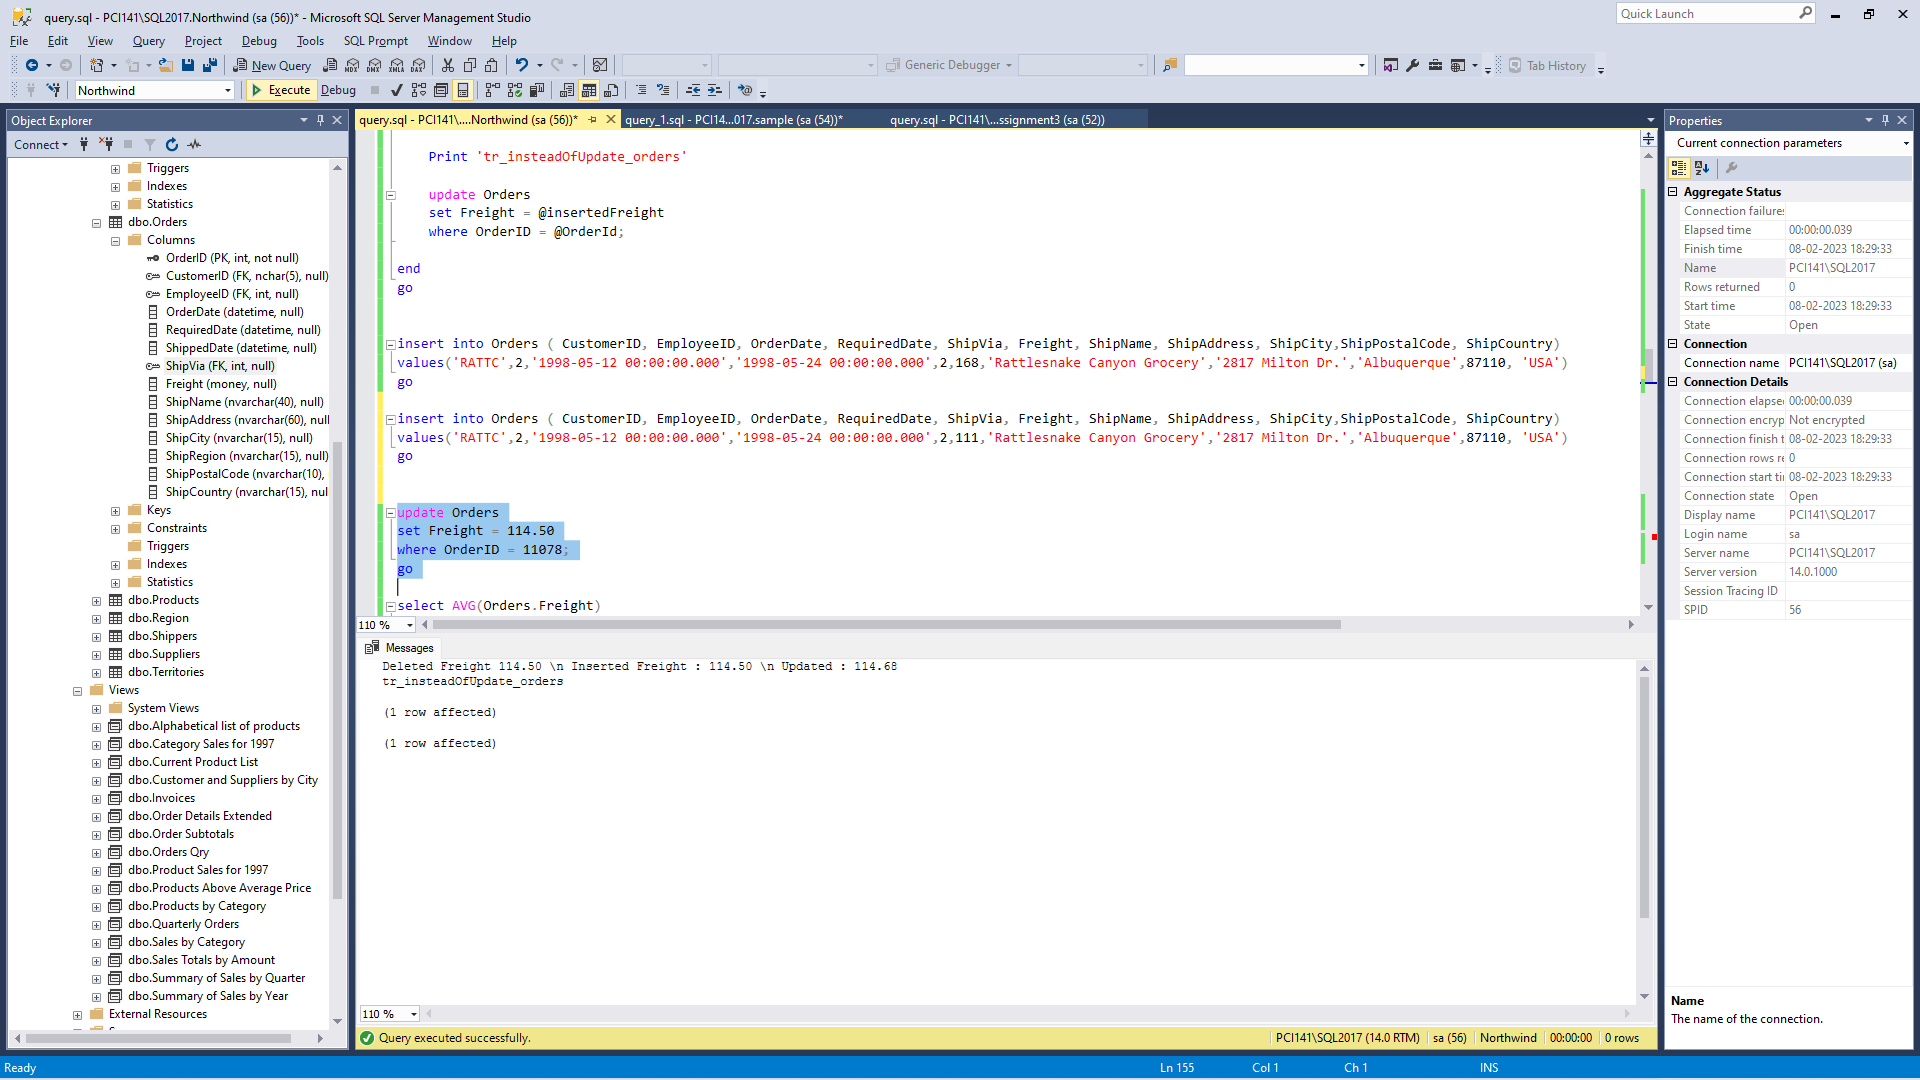 query.sql - PCI141\SQL2017.Northwind (sa (56))* - Microsoft SQL Server Management Studio
Quick Launch
File Edit View Query Project Debug Tools SQL Prompt Window Help
New Query
Generic Debugger
Tab History
Northwind
Execute Debug
Object Explorer
Connect
Triggers
Indexes
Statistics
dbo.Orders
Columns
OrderID (PK, int, not null)
CustomerID (FK, nchar(5), null)
EmployeeID (FK, int, null)
OrderDate (datetime, null)
RequiredDate (datetime, null)
ShippedDate (datetime, null)
ShipVia (FK, int, null)
Freight (money, null)
ShipName (nvarchar(40), null)
ShipAddress (nvarchar(60), null
ShipCity (nvarchar(15), null)
ShipRegion (nvarchar(15), null)
ShipPostalCode (nvarchar(10),
ShipCountry (nvarchar(15), nul
Keys
Constraints
Triggers
Indexes
Statistics
dbo.Products
dbo.Region
dbo.Shippers
dbo.Suppliers
dbo.Territories
Views
System Views
dbo.Alphabetical list of products
dbo.Category Sales for 1997
dbo.Current Product List
dbo.Customer and Suppliers by City
dbo.Invoices
dbo.Order Details Extended
dbo.Order Subtotals
dbo.Orders Qry
dbo.Product Sales for 1997
dbo.Products Above Average Price
dbo.Products by Category
dbo.Quarterly Orders
dbo.Sales by Category
dbo.Sales Totals by Amount
dbo.Summary of Sales by Quarter
dbo.Summary of Sales by Year
External Resources
query.sql - PCI141\....Northwind (sa (56))*
query_1.sql - PCI14...017.sample (sa (54))*
query.sql - PCI141\...ssignment3 (sa (52))
Print 'tr_insteadOfUpdate_orders'
update Orders
set Freight = @insertedFreight
where OrderID = @OrderId;
end
go
insert into Orders ( CustomerID, EmployeeID, OrderDate, RequiredDate, ShipVia, Freight, ShipName, ShipAddress, ShipCity,ShipPostalCode, ShipCountry)
values('RATTC',2,'1998-05-12 00:00:00.000','1998-05-24 00:00:00.000',2,168,'Rattlesnake Canyon Grocery','2817 Milton Dr.','Albuquerque',87110, 'USA')
go
insert into Orders ( CustomerID, EmployeeID, OrderDate, RequiredDate, ShipVia, Freight, ShipName, ShipAddress, ShipCity,ShipPostalCode, ShipCountry)
values('RATTC',2,'1998-05-12 00:00:00.000','1998-05-24 00:00:00.000',2,111,'Rattlesnake Canyon Grocery','2817 Milton Dr.','Albuquerque',87110, 'USA')
go
update Orders
set Freight = 114.50
where OrderID = 11078;
go
select AVG(Orders.Freight)
110 %
Messages
Deleted Freight 114.50 \n Inserted Freight : 114.50 \n Updated : 114.68
tr_insteadOfUpdate_orders
(1 row affected)
(1 row affected)
110 %
Query executed successfully.
PCI141\SQL2017 (14.0 RTM) sa (56) Northwind 00:00:00 0 rows
Properties
Current connection parameters
Aggregate Status
Connection failures
Elapsed time 00:00:00.039
Finish time 08-02-2023 18:29:33
Name PCI141\SQL2017
Rows returned 0
Start time 08-02-2023 18:29:33
State Open
Connection
Connection name PCI141\SQL2017 (sa)
Connection Details
Connection elapse 00:00:00.039
Connection encryp Not encrypted
Connection finish t 08-02-2023 18:29:33
Connection rows re 0
Connection start ti 08-02-2023 18:29:33
Connection state Open
Display name PCI141\SQL2017
Login name sa
Server name PCI141\SQL2017
Server version 14.0.1000
Session Tracing ID
SPID 56
Name
The name of the connection.
Ready
Ln 155 Col 1 Ch 1 INS